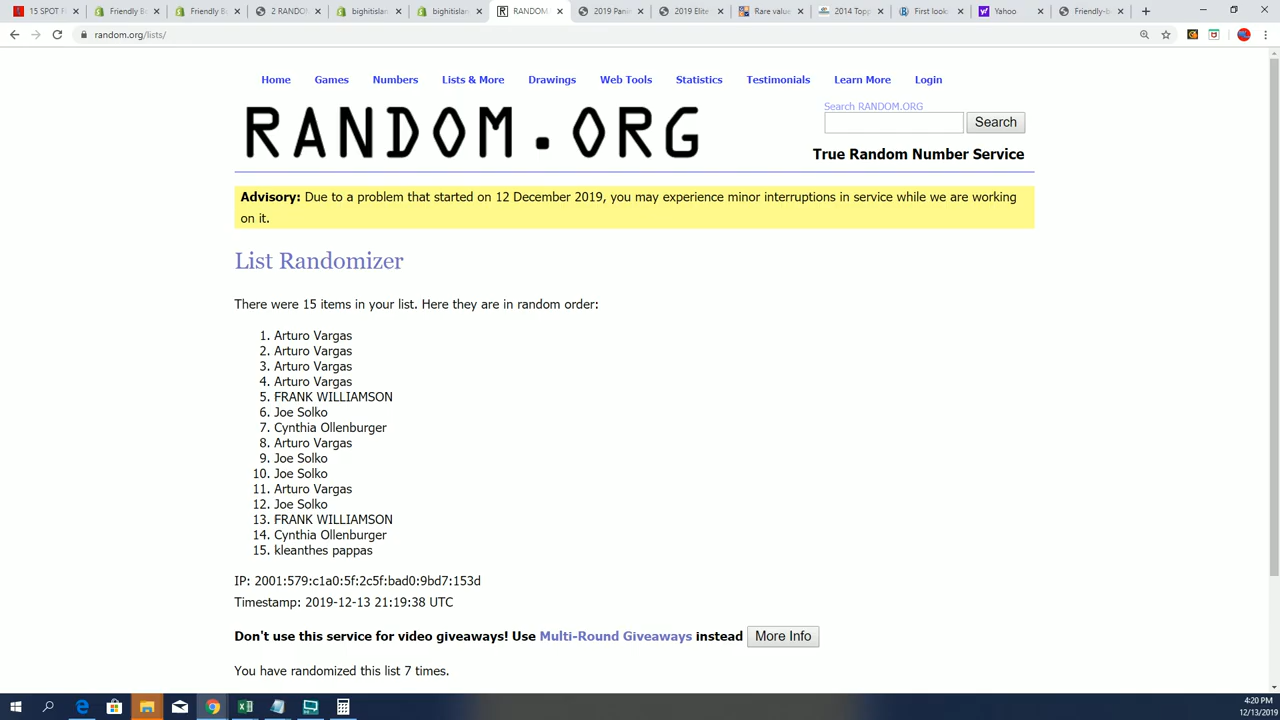 15 SPOT F
Friendly Br
Friendly Br
2 RANDO
bighitislan
bighitislan
RANDOM
2019 Panin
2019 Elite
Rare value
2014 Topp
First look
Yahoo
Friendly-b
random.org/lists/
Home Games Numbers Lists & More Drawings Web Tools Statistics Testimonials Learn More Login
RANDOM.ORG
Search RANDOM.ORG
Search
True Random Number Service
Advisory: Due to a problem that started on 12 December 2019, you may experience minor interruptions in service while we are working
on it.
List Randomizer
There were 15 items in your list. Here they are in random order:
1. Arturo Vargas
2. Arturo Vargas
3. Arturo Vargas
4. Arturo Vargas
5. FRANK WILLIAMSON
6. Joe Solko
7. Cynthia Ollenburger
8. Arturo Vargas
9. Joe Solko
10. Joe Solko
11. Arturo Vargas
12. Joe Solko
13. FRANK WILLIAMSON
14. Cynthia Ollenburger
15. kleanthes pappas
IP: 2001:579:c1a0:5f:2c5f:bad0:9bd7:153d
Timestamp: 2019-12-13 21:19:38 UTC
Don't use this service for video giveaways! Use Multi-Round Giveaways instead More Info
You have randomized this list 7 times.
4:20 PM
12/13/2019